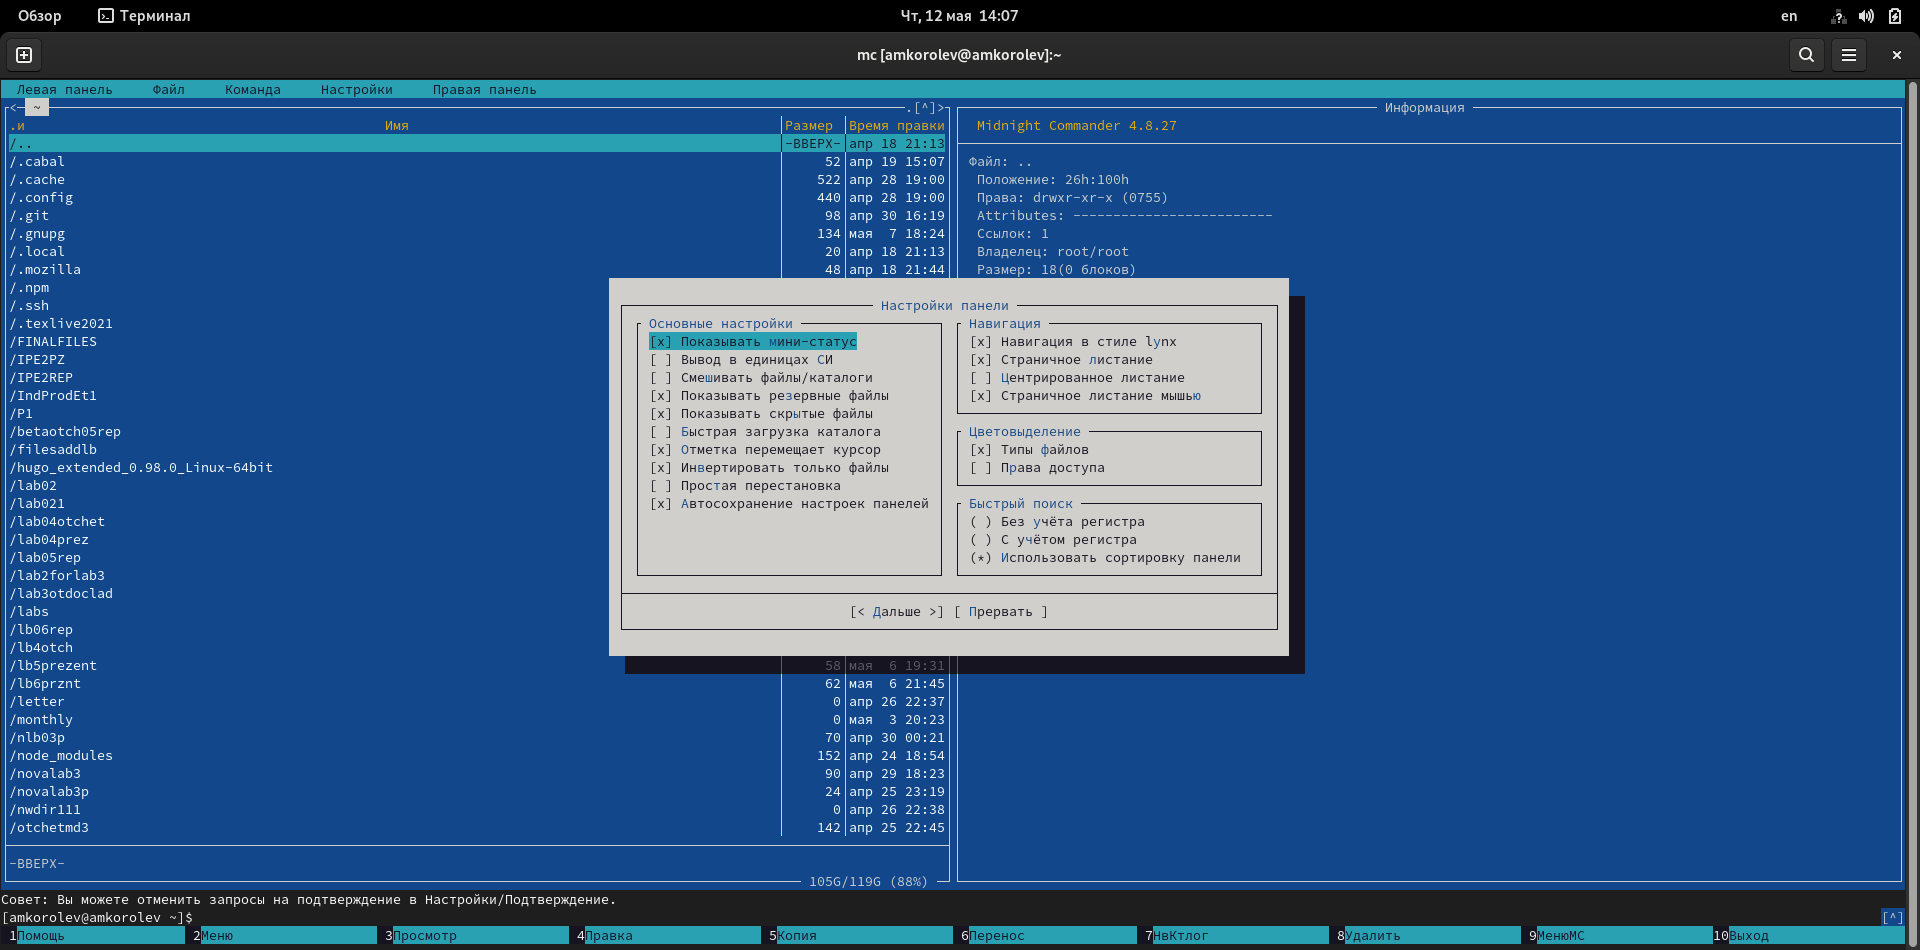 Обзор Терминал Чт, 12 мая 14:07 en
mc [amkorolev@amkorolev]:~
Левая панель Файл Команда Настройки Правая панель
<─ ~ .[^]>
.и Имя Размер Время правки
/.. -ВВЕРХ- апр 18 21:13
/.cabal 52 апр 19 15:07
/.cache 522 апр 28 19:00
/.config 440 апр 28 19:00
/.git 98 апр 30 16:19
/.gnupg 134 мая 7 18:24
/.local 20 апр 18 21:13
/.mozilla 48 апр 18 21:44
/.npm
/.ssh
/.texlive2021
/FINALFILES
/IPE2PZ
/IPE2REP
/IndProdEt1
/P1
/betaotch05rep
/filesaddlb
/hugo_extended_0.98.0_Linux-64bit
/lab02
/lab021
/lab04otchet
/lab04prez
/lab05rep
/lab2forlab3
/lab3otdoclad
/labs
/lb06rep
/lb4otch
/lb5prezent 58 мая 6 19:31
/lb6prznt 62 мая 6 21:45
/letter 0 апр 26 22:37
/monthly 0 мая 3 20:23
/nlb03p 70 апр 30 00:21
/node_modules 152 апр 24 18:54
/novalab3 90 апр 29 18:23
/novalab3p 24 апр 25 23:19
/nwdir111 0 апр 26 22:38
/otchetmd3 142 апр 25 22:45
-ВВЕРХ-
105G/119G (88%)
Информация
Midnight Commander 4.8.27
Файл: ..
Положение: 26h:100h
Права: drwxr-xr-x (0755)
Attributes: -------------------------
Ссылок: 1
Владелец: root/root
Размер: 18(0 блоков)
Настройки панели
Основные настройки
[x] Показывать мини-статус
[ ] Вывод в единицах СИ
[ ] Смешивать файлы/каталоги
[x] Показывать резервные файлы
[x] Показывать скрытые файлы
[ ] Быстрая загрузка каталога
[x] Отметка перемещает курсор
[x] Инвертировать только файлы
[ ] Простая перестановка
[x] Автосохранение настроек панелей
Навигация
[x] Навигация в стиле lynx
[x] Страничное листание
[ ] Центрированное листание
[x] Страничное листание мышью
Цветовыделение
[x] Типы файлов
[ ] Права доступа
Быстрый поиск
( ) Без учёта регистра
( ) С учётом регистра
(*) Использовать сортировку панели
[< Дальше >] [ Прервать ]
Совет: Вы можете отменить запросы на подтверждение в Настройки/Подтверждение.
[amkorolev@amkorolev ~]$ [^]
1Помощь 2Меню 3Просмотр 4Правка 5Копия 6Перенос 7НвКтлог 8Удалить 9МенюMC 10Выход